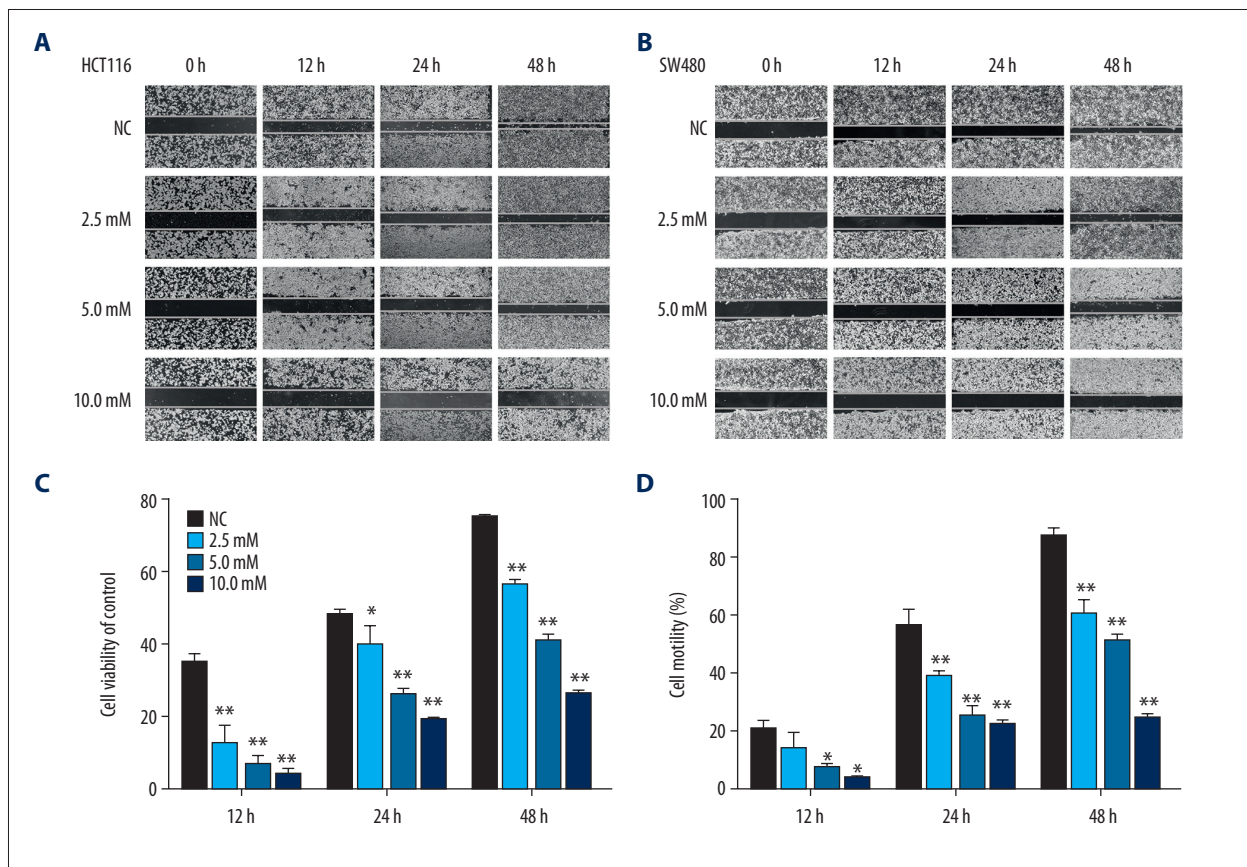 A
HCT116 0 h 12 h 24 h 48 h
NC
2.5 mM
5.0 mM
10.0 mM
B
SW480 0 h 12 h 24 h 48 h
NC
2.5 mM
5.0 mM
10.0 mM
C
Cell viability of control
80
60
40
20
0
NC
2.5 mM
5.0 mM
10.0 mM
** ** **
* ** **
** ** **
12 h 24 h 48 h
D
Cell motility (%)
100
80
60
40
20
0
* *
** ** **
** ** **
12 h 24 h 48 h